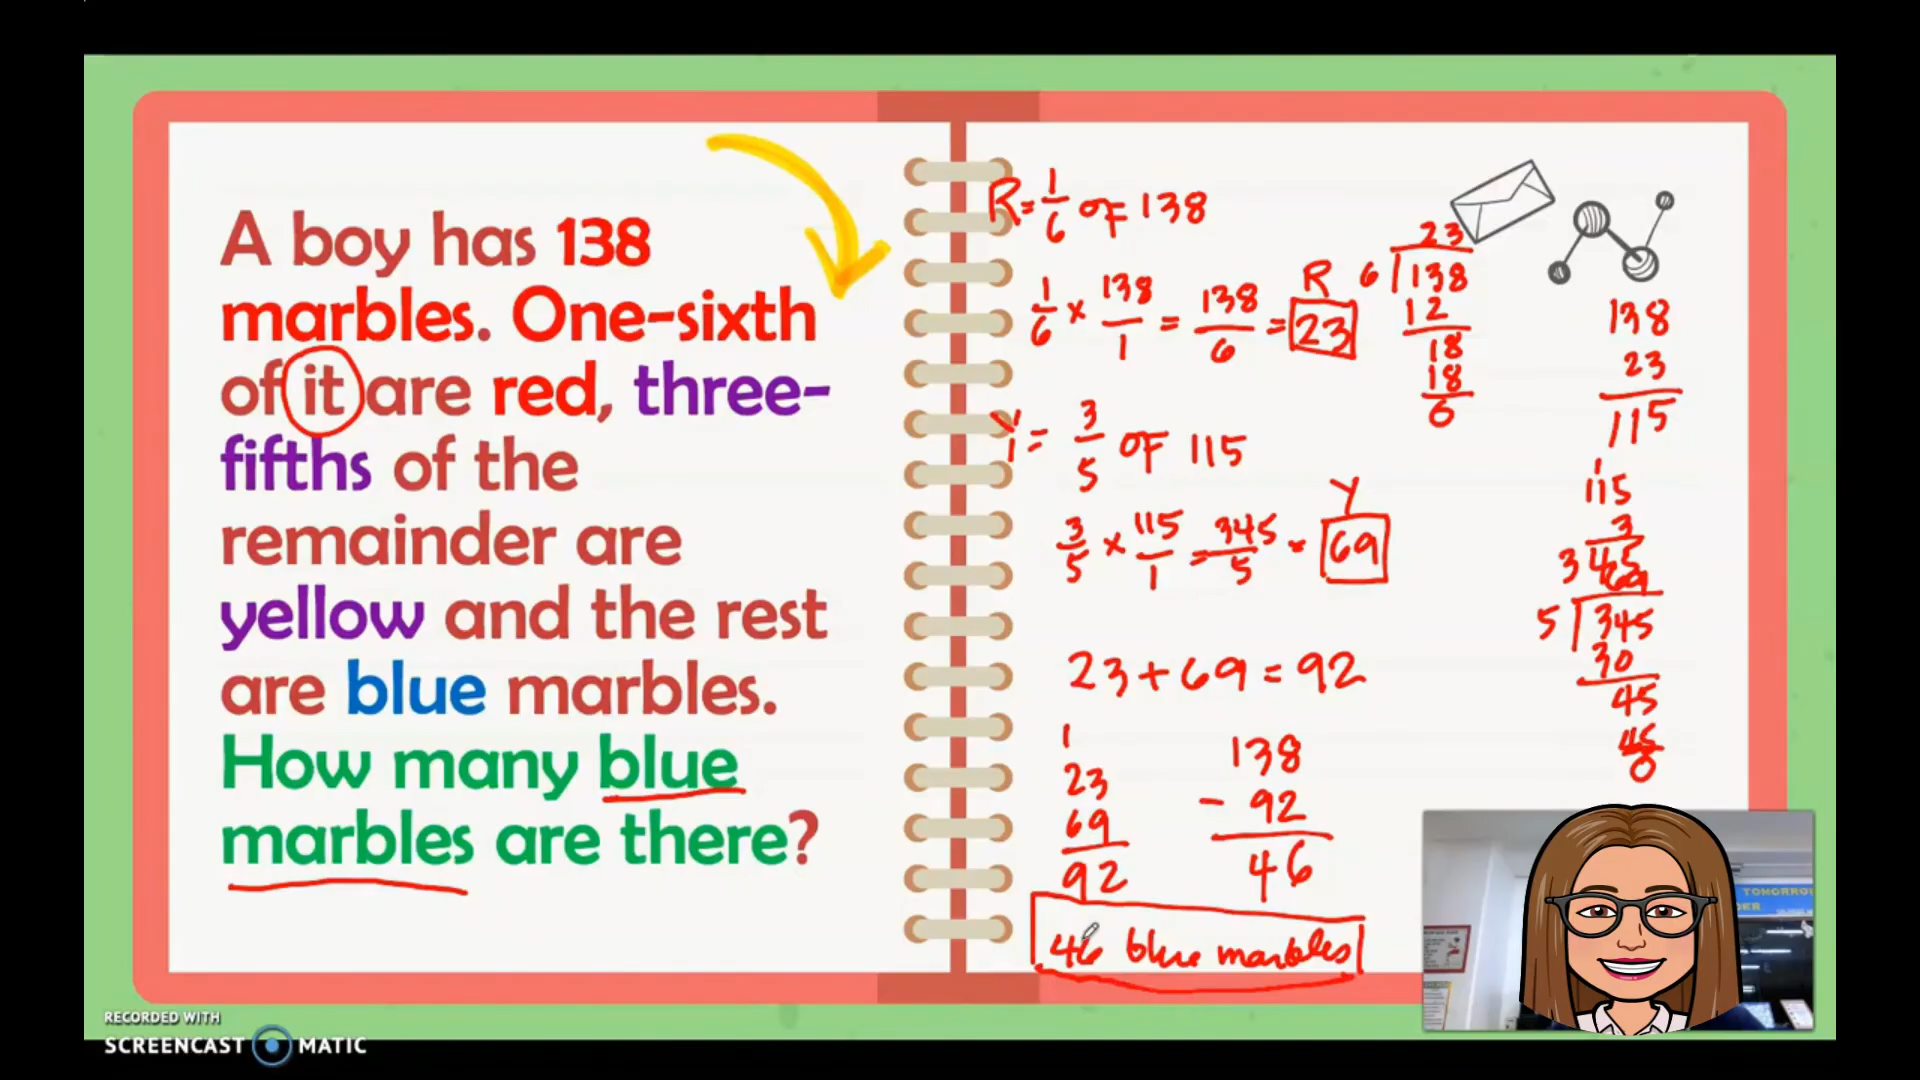 A boy has 138
marbles. One-sixth
of it are red, three-
fifths of the
remainder are
yellow and the rest
are blue marbles.
How many blue
marbles are there?
R = 1/6 OF 138
1/6 × 138/1 = 138/6 = 23
R
23
6 138
12
18
18
0
138
23
115
Y = 3/5 OF 115
3/5 × 115/1 = 345/5 = 69
Y
1
115
3
345
69
5 345
30
45
45
0
23 + 69 = 92
1
23
69
92
138
- 92
46
46 blue marbles
TOMORRO
DER
RECORDED WITH
SCREENCAST MATIC